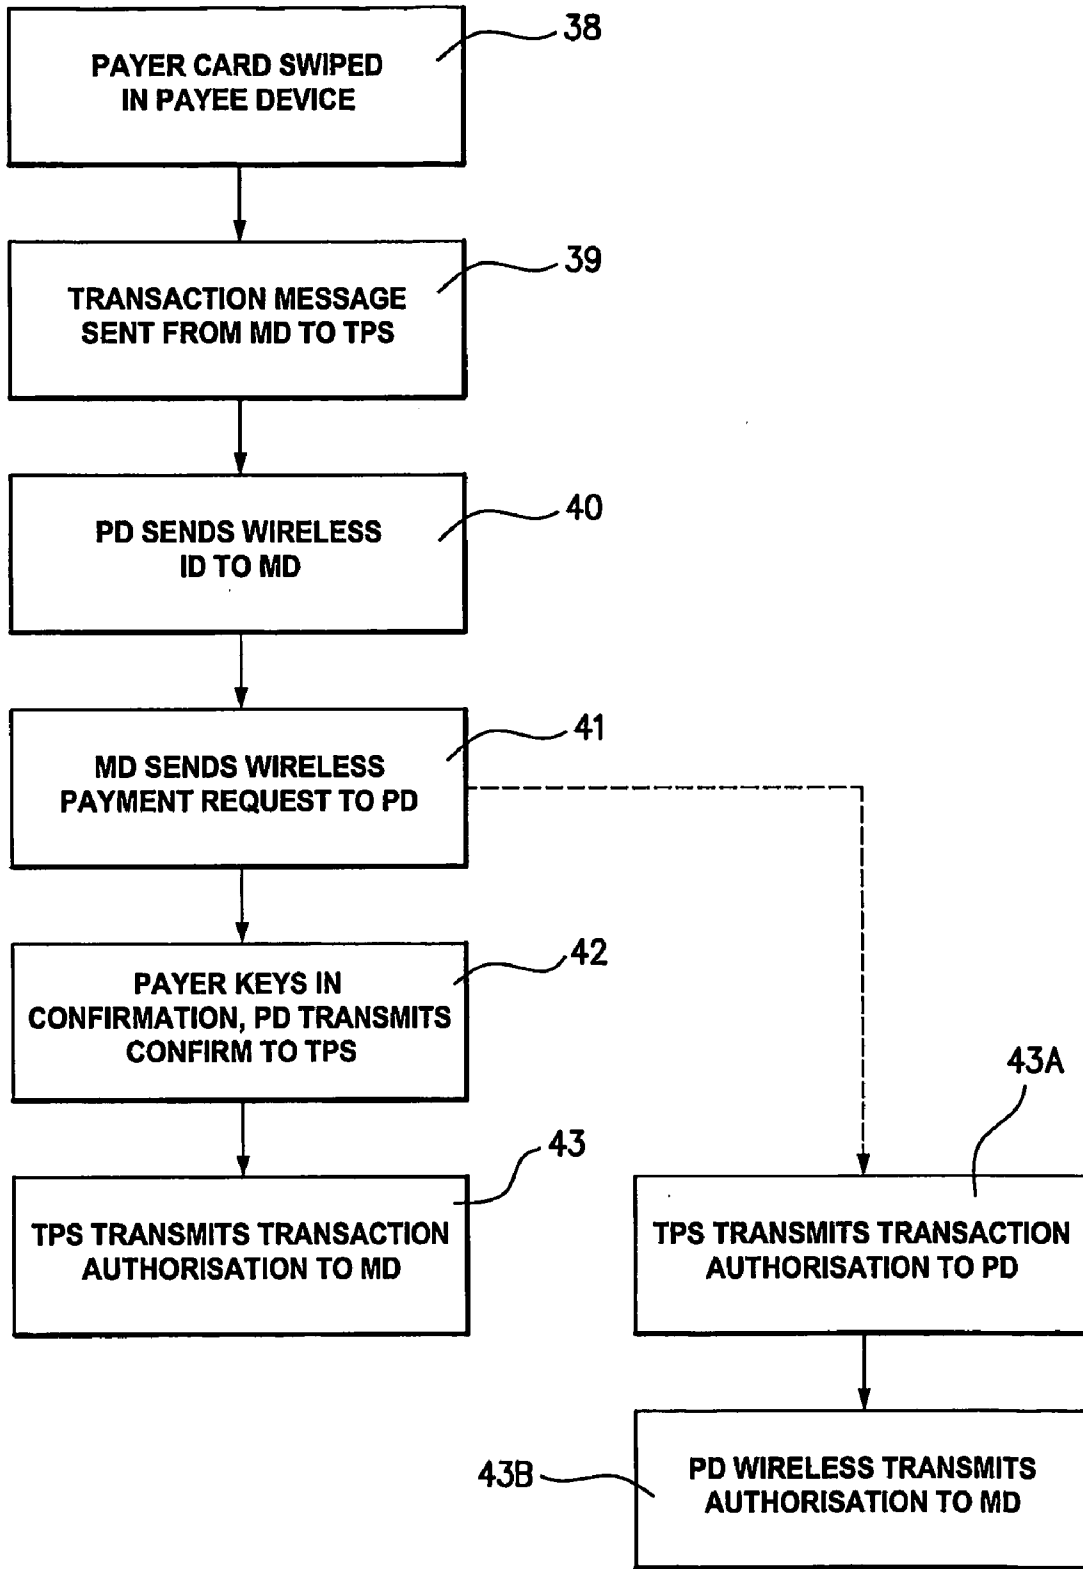 38
PAYER CARD SWIPED
IN PAYEE DEVICE
39
TRANSACTION MESSAGE
SENT FROM MD TO TPS
40
PD SENDS WIRELESS
ID TO MD
41
MD SENDS WIRELESS
PAYMENT REQUEST TO PD
42
PAYER KEYS IN
CONFIRMATION, PD TRANSMITS
CONFIRM TO TPS
43
TPS TRANSMITS TRANSACTION
AUTHORISATION TO MD
43A
TPS TRANSMITS TRANSACTION
AUTHORISATION TO PD
43B
PD WIRELESS TRANSMITS
AUTHORISATION TO MD